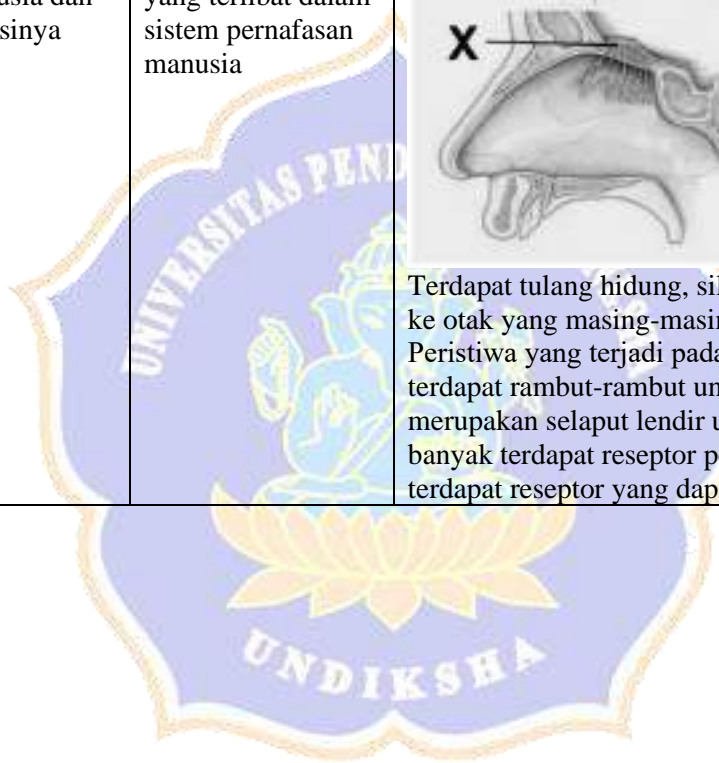 usia dan
sinya
yang terlibat dalam
sistem pernafasan
manusia
X
Terdapat tulang hidung, sil
ke otak yang masing-masin
Peristiwa yang terjadi pada
terdapat rambut-rambut un
merupakan selaput lendir u
banyak terdapat reseptor pe
terdapat reseptor yang dap
UNIVERSITAS PEND
UNDIKSHA